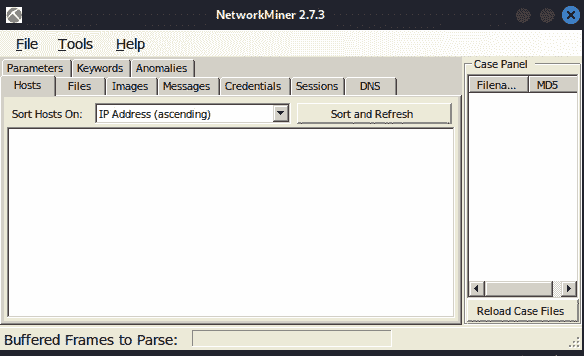 NetworkMiner 2.7.3
File Tools Help
Case Panel
Parameters Keywords Anomalies
Hosts Files Images Messages Credentials Sessions DNS
Filena... MD5
Sort Hosts On: IP Address (ascending) Sort and Refresh
Reload Case Files
Buffered Frames to Parse: